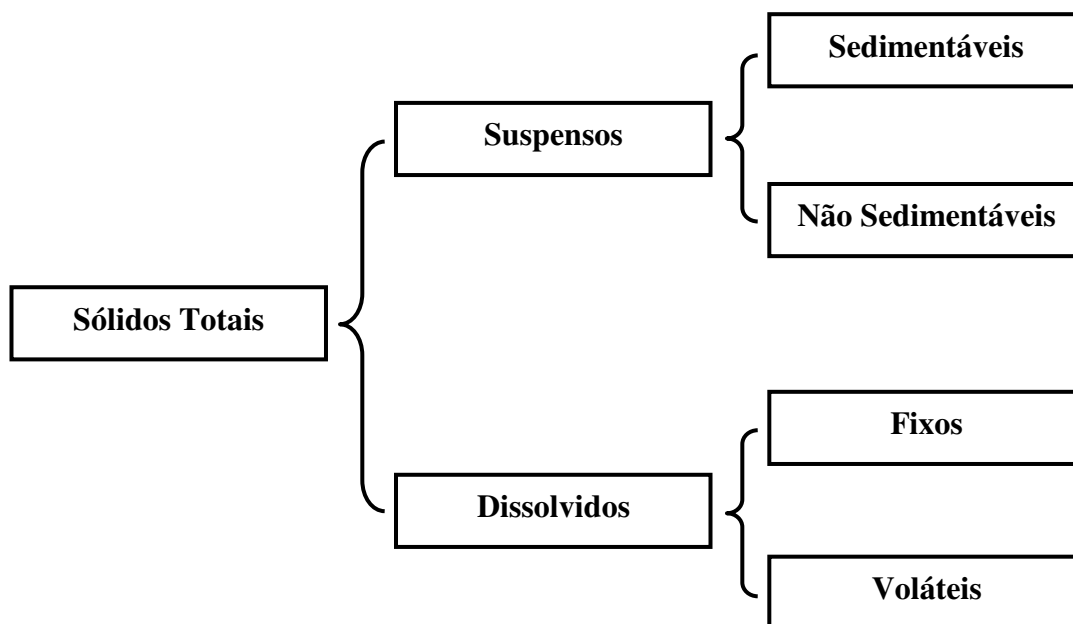 Sedimentáveis
Suspensos
Não Sedimentáveis
Sólidos Totais
Fixos
Dissolvidos
Voláteis